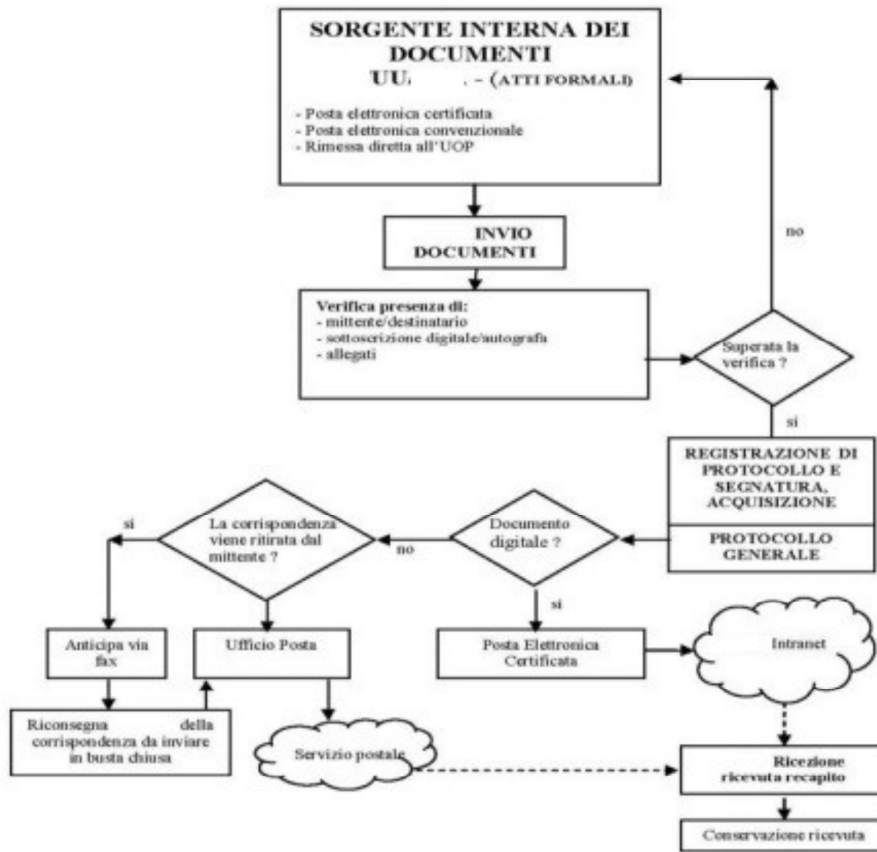 SORGENTE INTERNA DEI
DOCUMENTI
UU. . - (ATTI FORMALI)
- Posta elettronica certificata
- Posta elettronica convenzionale
- Rimessa diretta all'UOP
INVIO
DOCUMENTI
no
Verifica presenza di:
- mittente/destinatario
- sottoscrizione digitale/autografa
- allegati
Superata la
verifica ?
si
REGISTRAZIONE DI
PROTOCOLLO E
SEGNATURA,
ACQUISIZIONE
PROTOCOLLO
GENERALE
Documento
digitale ?
no
si
La corrispondenza
viene ritirata dal
mittente ?
si
Anticipa via
fax
Ufficio Posta
Posta Elettronica
Certificata
Intranet
Riconsegna della
corrispondenza da inviare
in busta chiusa
Servizio postale
Ricezione
ricevuta recapito
Conservazione ricevuta